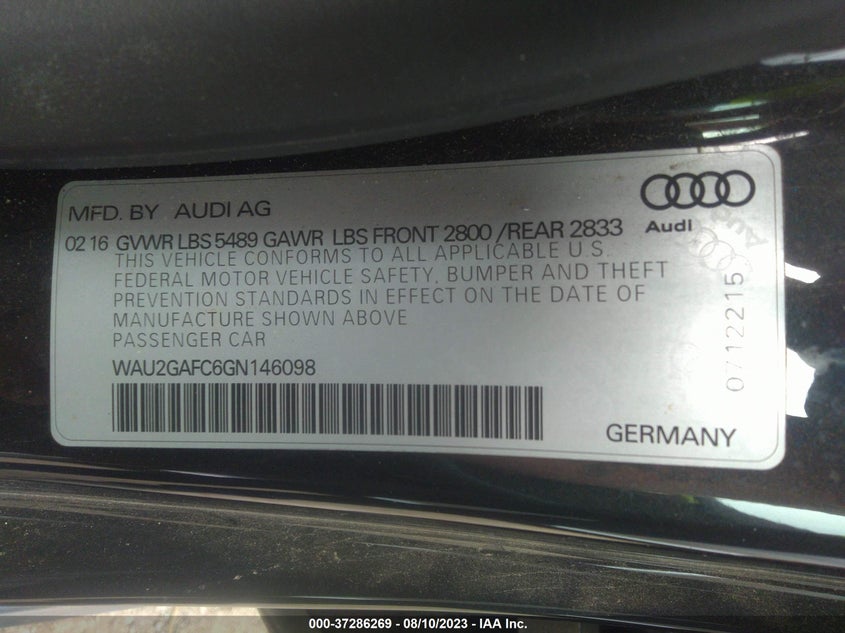 MFD. BY AUDI AG
Audi
02 16 GVWR LBS 5489 GAWR LBS FRONT 2800 /REAR 2833
THIS VEHICLE CONFORMS TO ALL APPLICABLE U.S.
FEDERAL MOTOR VEHICLE SAFETY, BUMPER AND THEFT
PREVENTION STANDARDS IN EFFECT ON THE DATE OF
MANUFACTURE SHOWN ABOVE
PASSENGER CAR
WAU2GAFC6GN146098
GERMANY
0712215
Audi
000-37286269 - 08/10/2023 - IAA Inc.